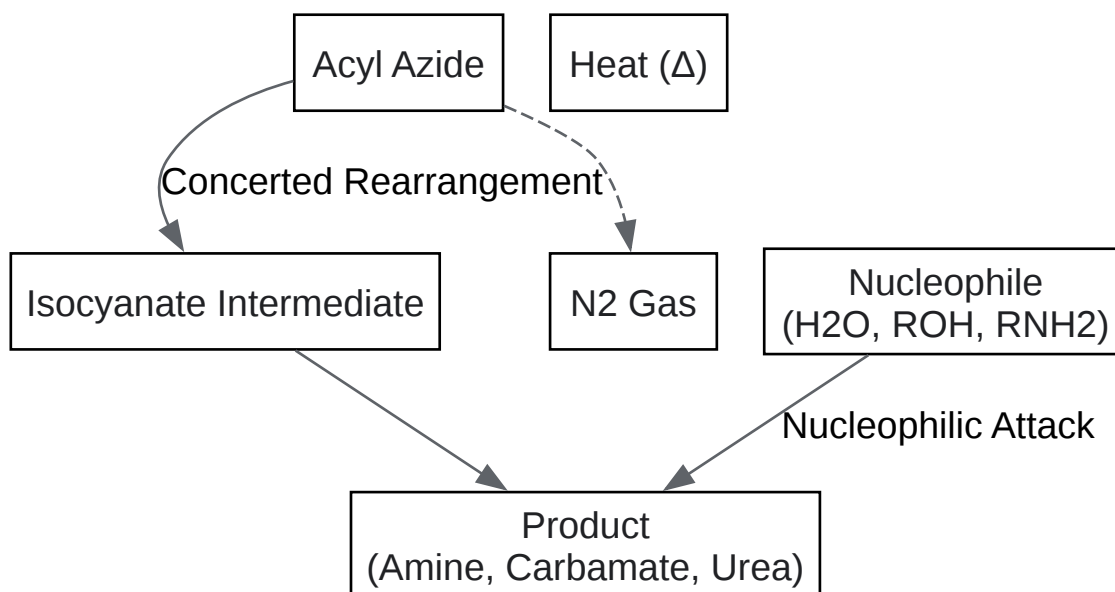 Acyl Azide
Heat (Δ)
Concerted Rearrangement
Isocyanate Intermediate
N2 Gas
Nucleophile
(H2O, ROH, RNH2)
Nucleophilic Attack
Product
(Amine, Carbamate, Urea)